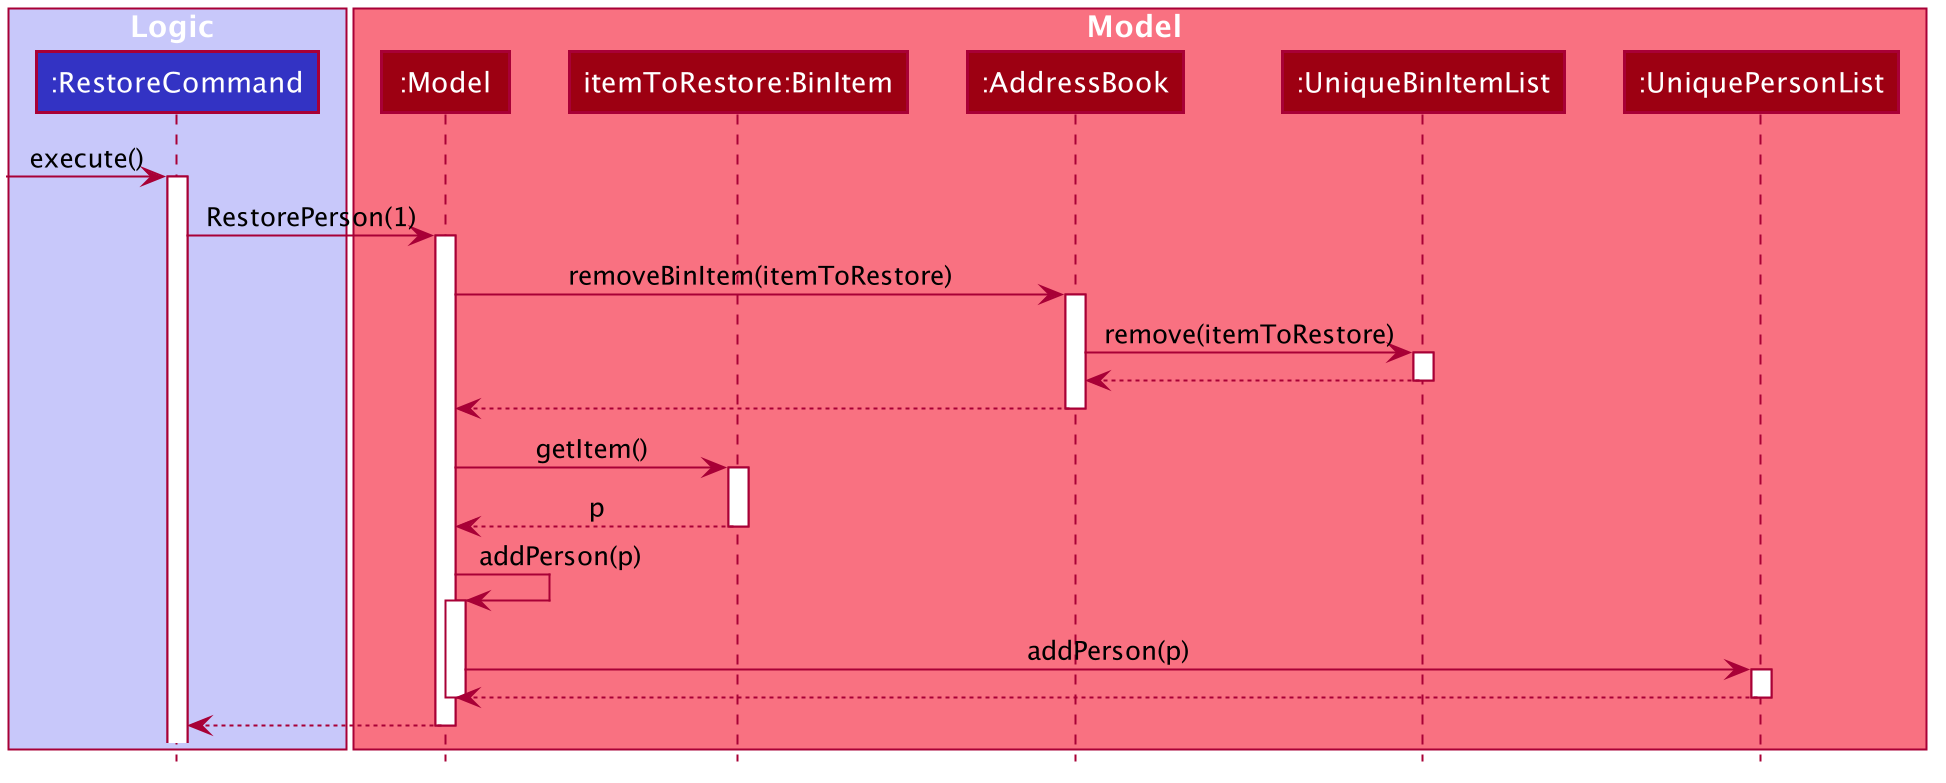 Logic
Model
:RestoreCommand
:Model
itemToRestore:BinItem
:AddressBook
:UniqueBinItemList
:UniquePersonList
execute()
RestorePerson(1)
removeBinItem(itemToRestore)
remove(itemToRestore)
getItem()
p
addPerson(p)
addPerson(p)